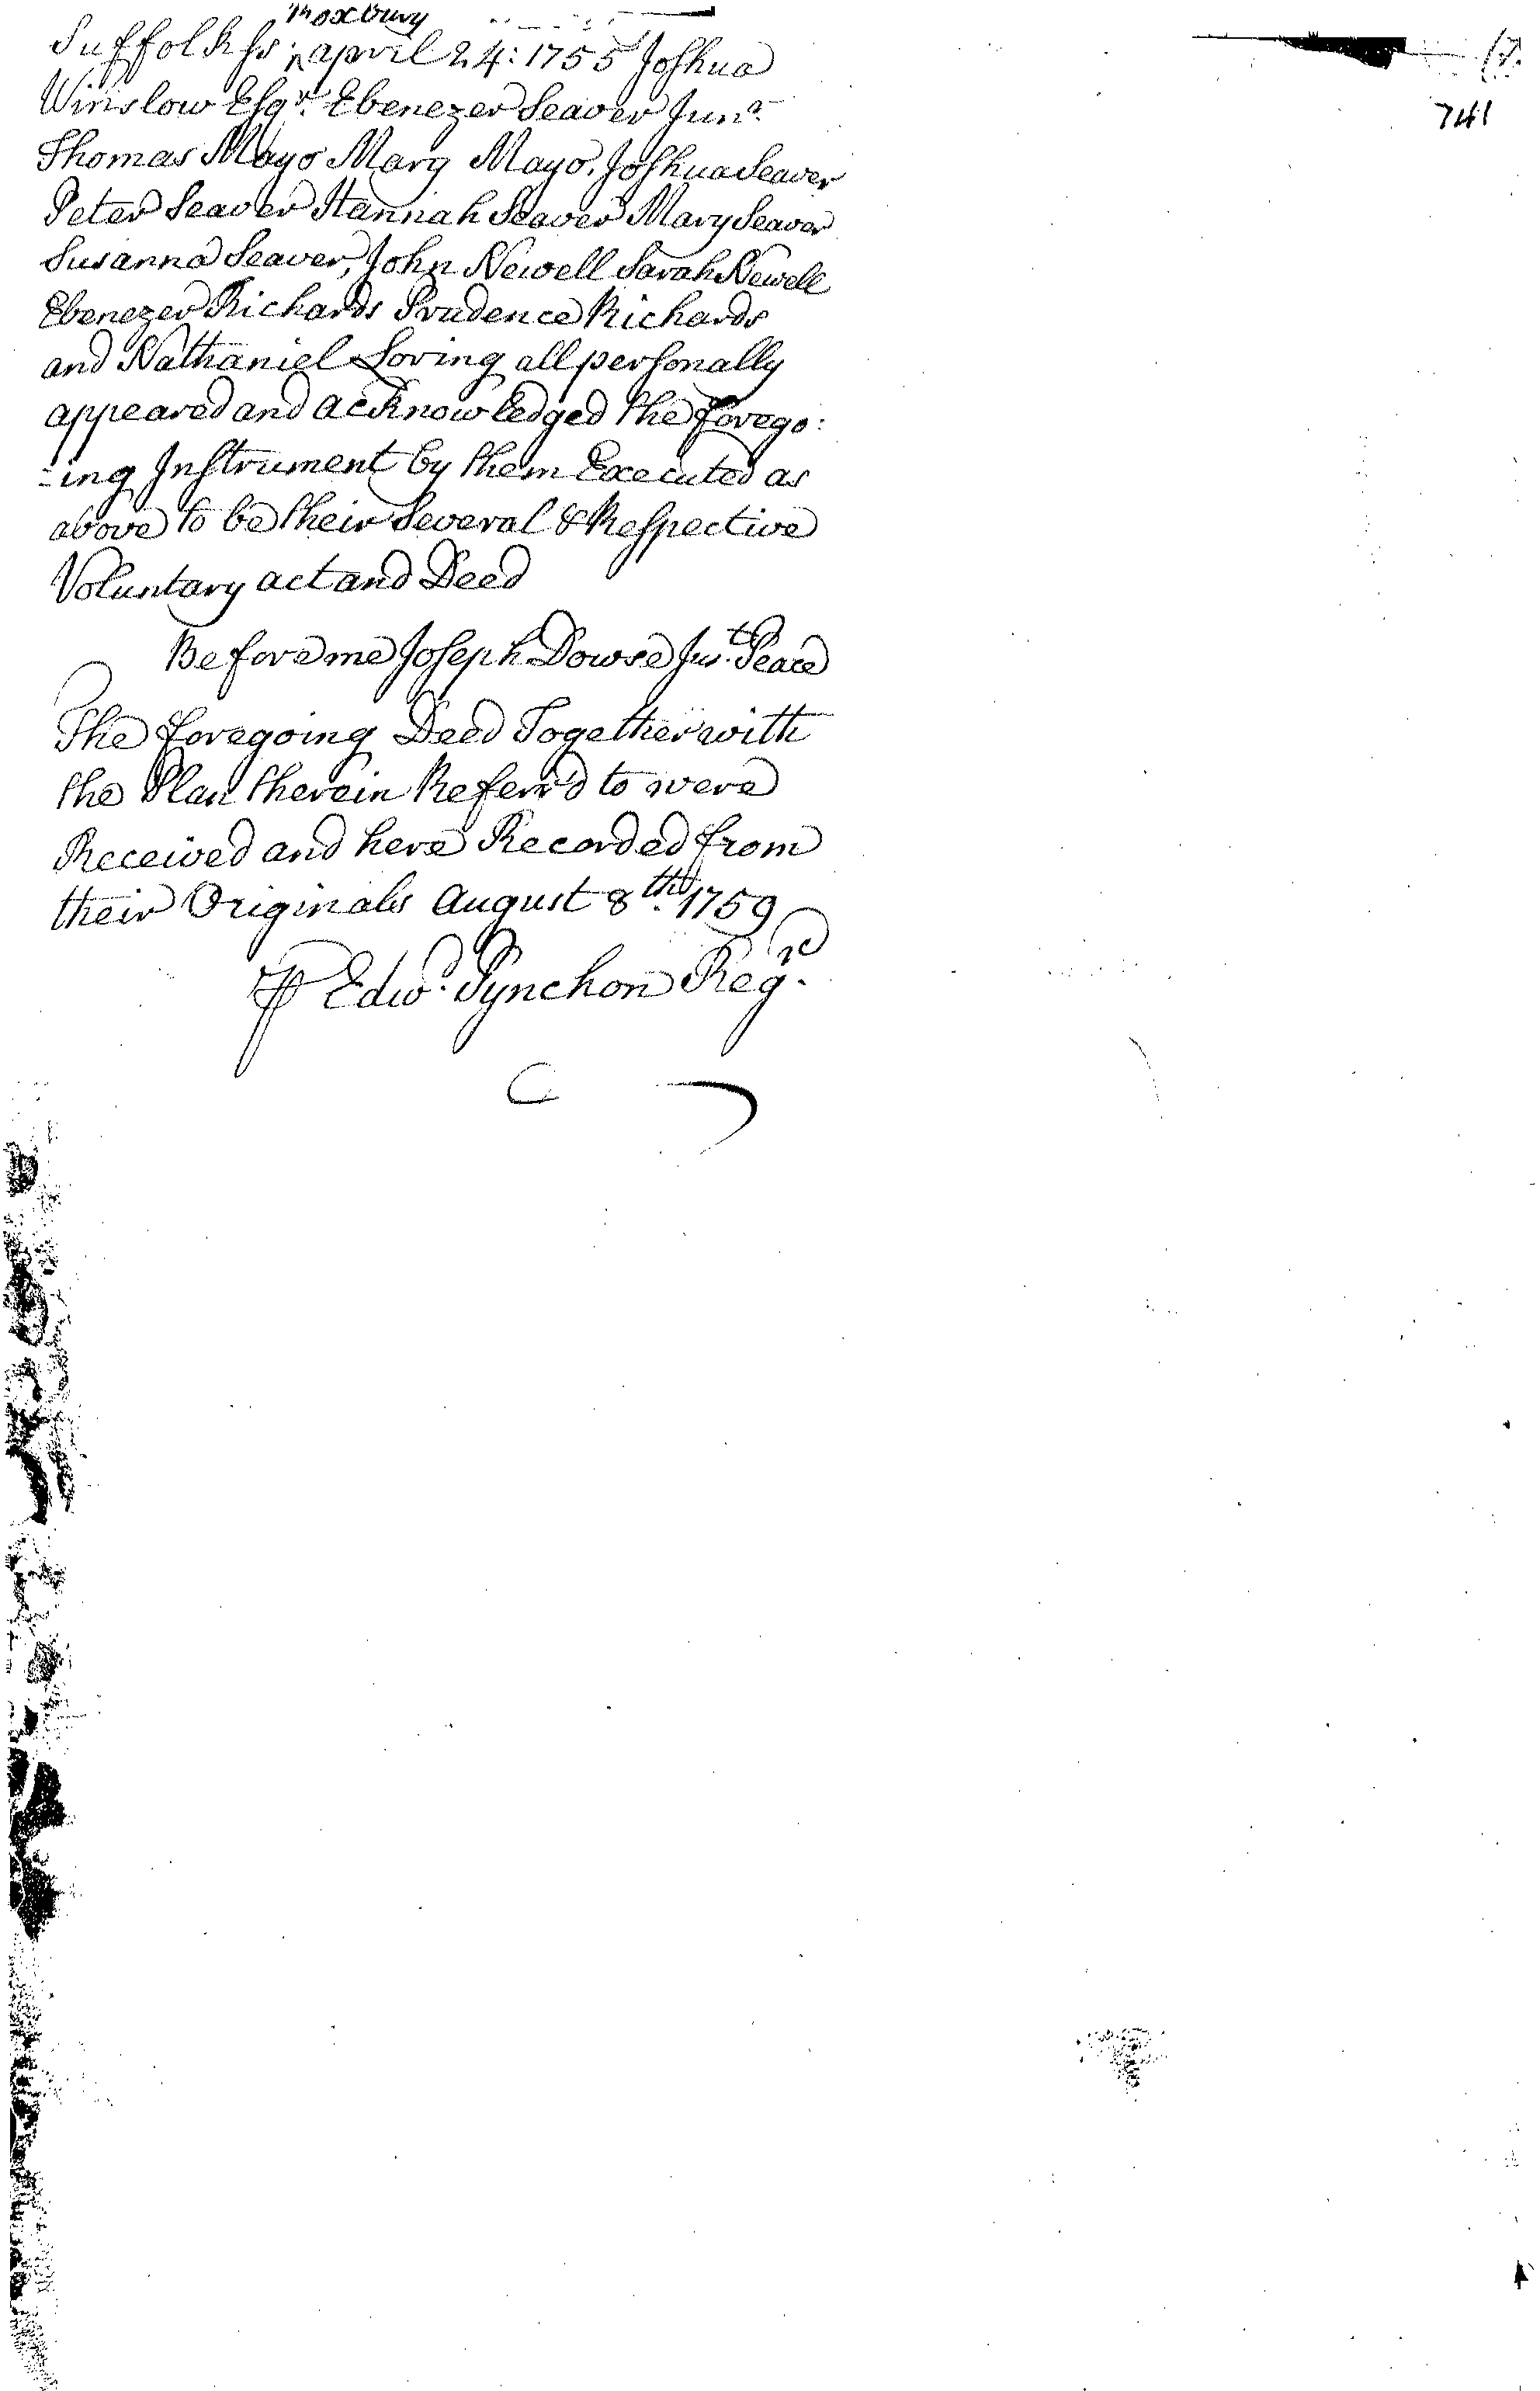 741
Roxbury
Suffolk ss: april 24: 1755 Joshua
Winslow Esqr. Ebenezer Seaver Junr.
Thomas Mayo Mary Mayo, Joshua Seaver
Peter Seaver Hannah Seaver Mary Seaver
Susanna Seaver, John Newell Sarah Newell
Ebenezer Richards Prudence Richards
and Nathaniel Loring all personally
appeared and acknowledged the forego:
:ing Instrument by them Executed as
above to be their Several & Respective
Voluntary act and Deed
Before me Joseph Dowse Just. Peace
The foregoing Deed Together with
the Plan therein Referr'd to were
Received and here Recorded from
their Originals August 8th. 1759
P Edwd. Pynchon Regr.